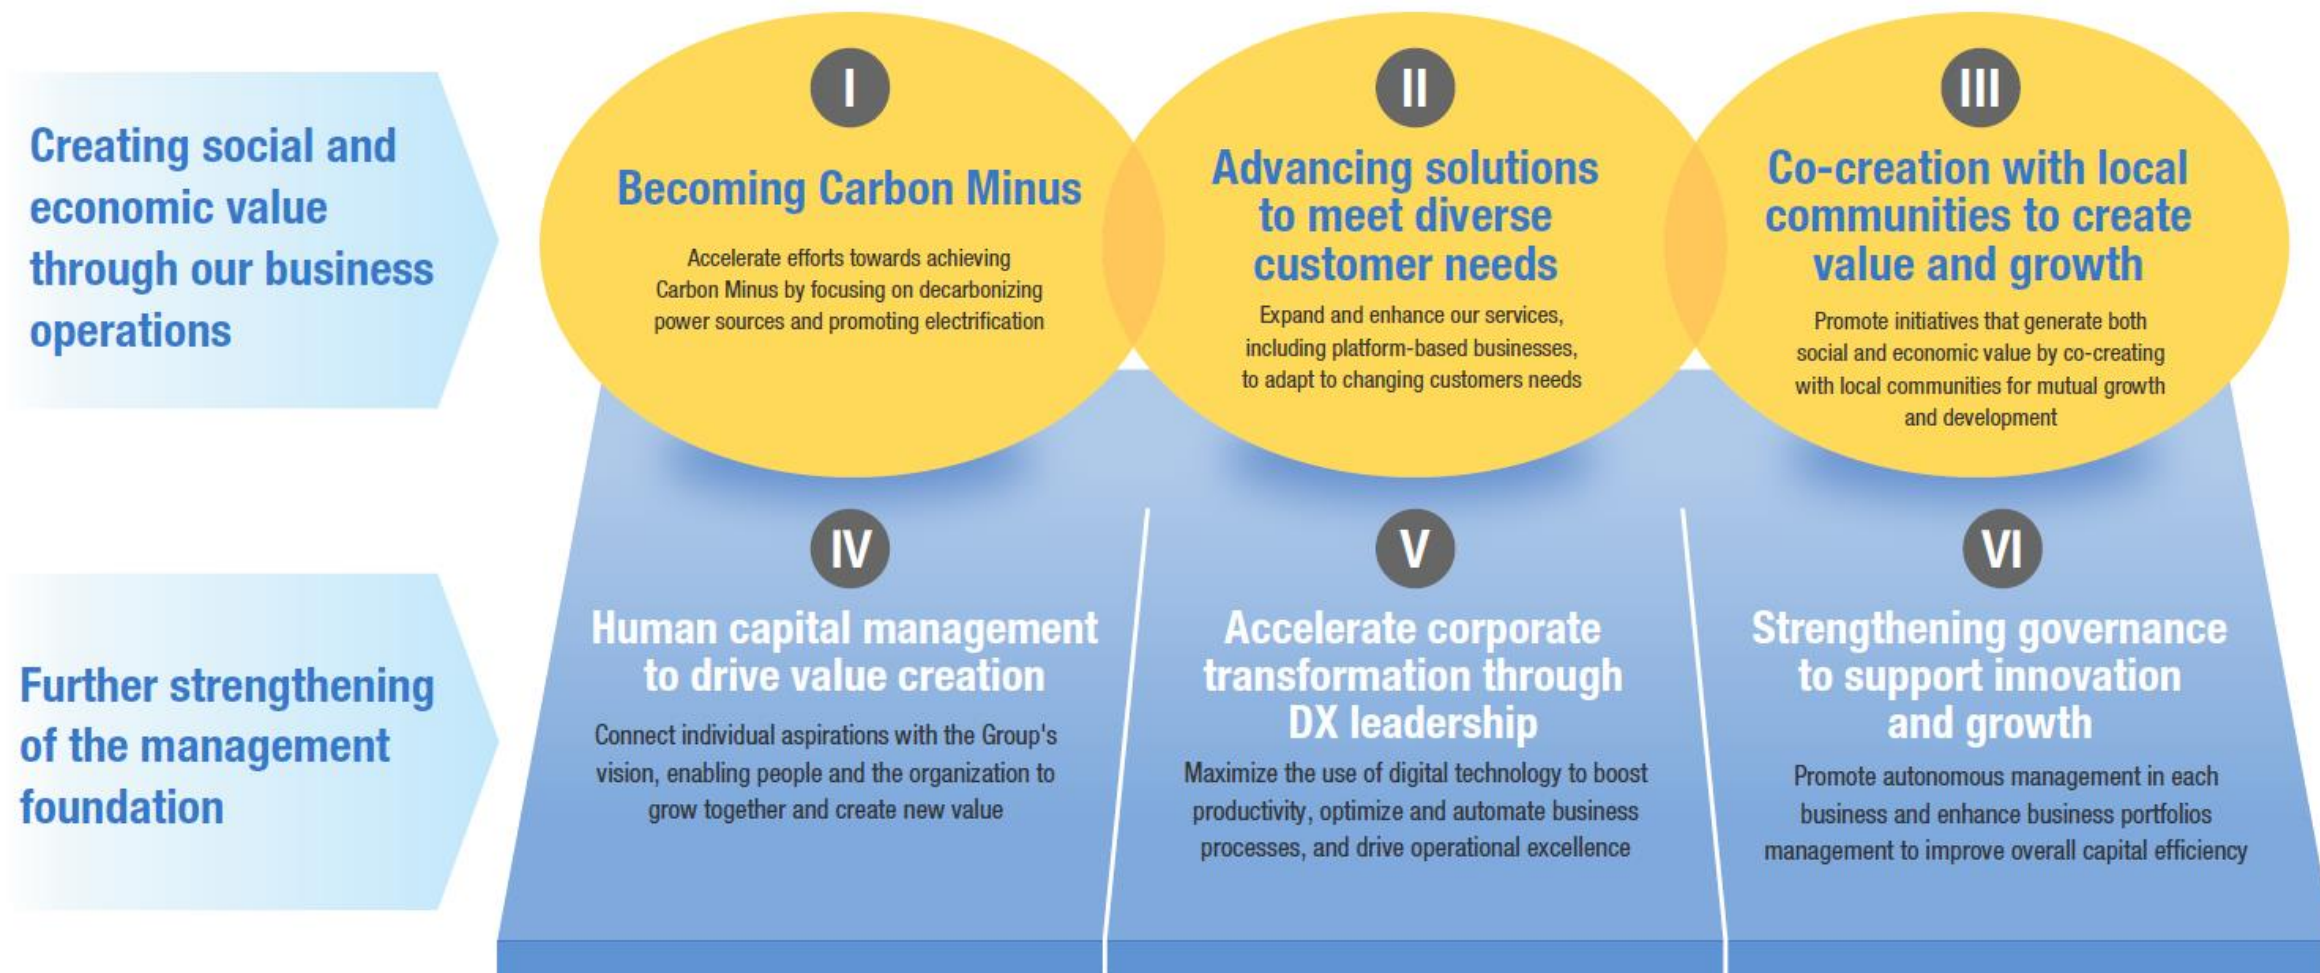 Creating social and
economic value
through our business
operations
I
Becoming Carbon Minus
Accelerate efforts towards achieving
Carbon Minus by focusing on decarbonizing
power sources and promoting electrification
II
Advancing solutions
to meet diverse
customer needs
Expand and enhance our services,
including platform-based businesses,
to adapt to changing customers needs
III
Co-creation with local
communities to create
value and growth
Promote initiatives that generate both
social and economic value by co-creating
with local communities for mutual growth
and development
Further strengthening
of the management
foundation
IV
Human capital management
to drive value creation
Connect individual aspirations with the Group's
vision, enabling people and the organization to
grow together and create new value
V
Accelerate corporate
transformation through
DX leadership
Maximize the use of digital technology to boost
productivity, optimize and automate business
processes, and drive operational excellence
VI
Strengthening governance
to support innovation
and growth
Promote autonomous management in each
business and enhance business portfolios
management to improve overall capital efficiency